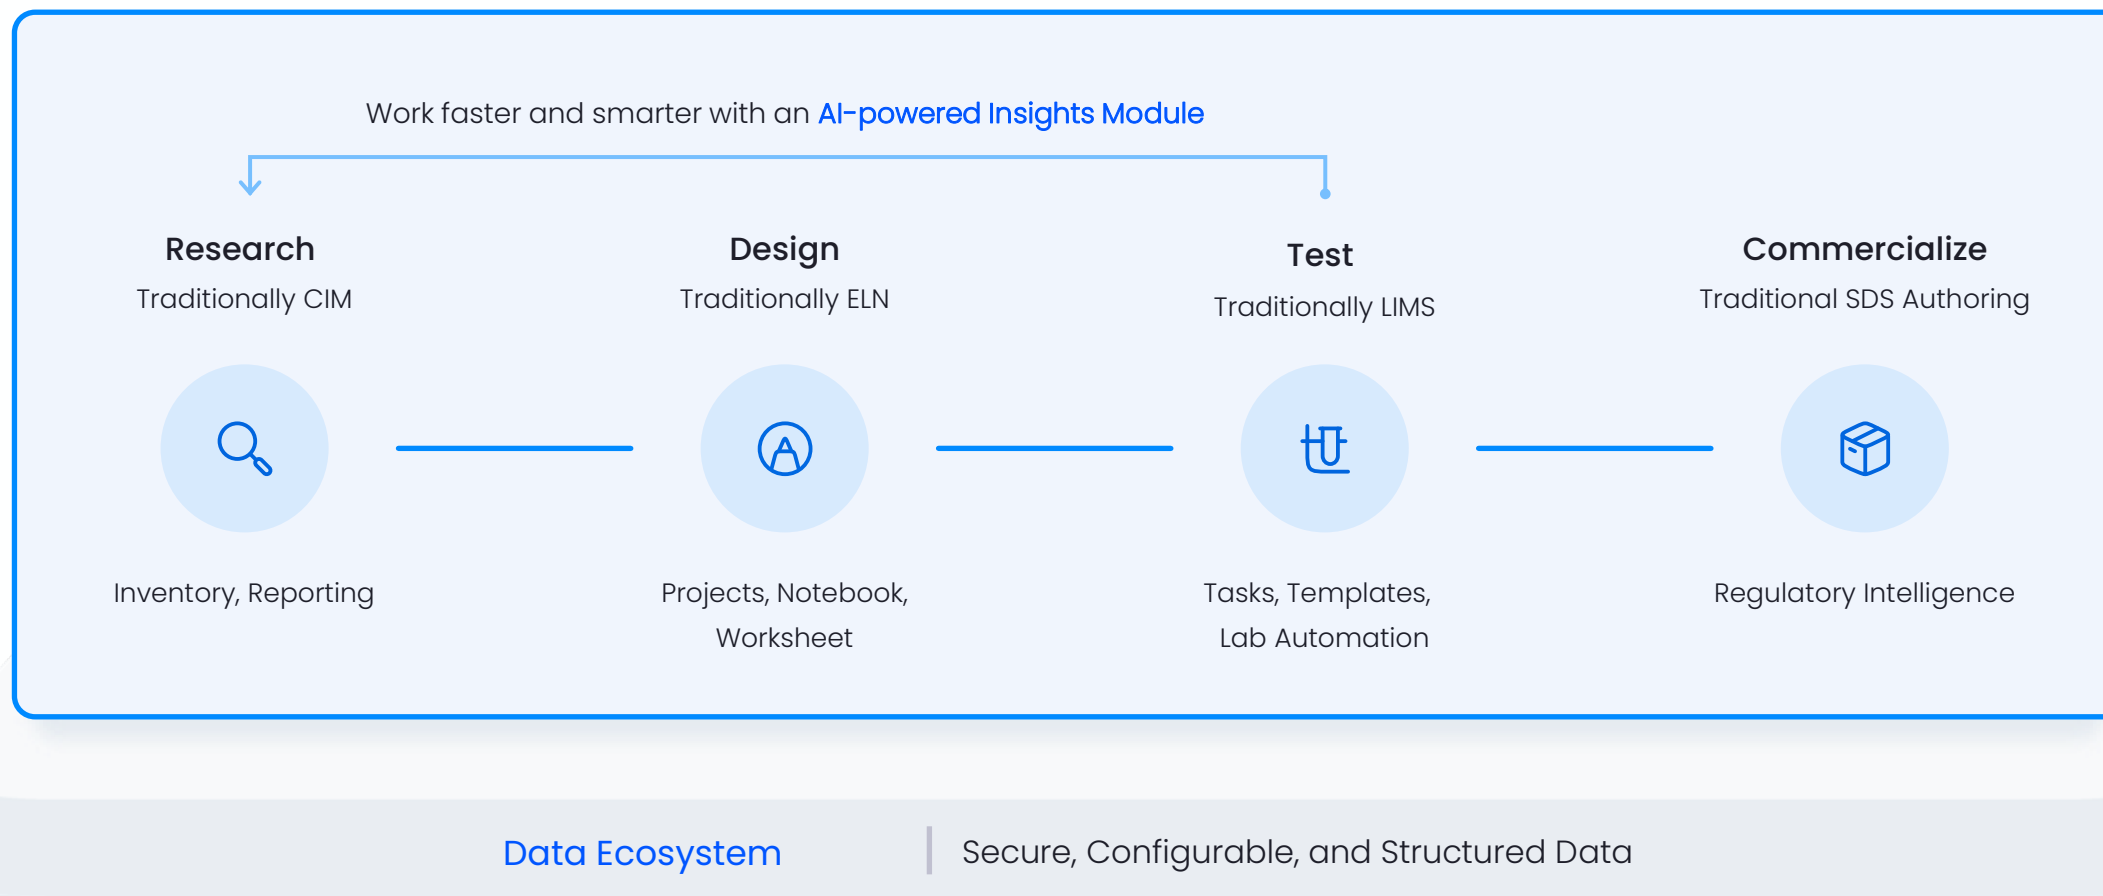 Work faster and smarter with an AI-powered Insights Module
Research
Traditionally CIM
Inventory, Reporting
Design
Traditionally ELN
Projects, Notebook,
Worksheet
Test
Traditionally LIMS
Tasks, Templates,
Lab Automation
Commercialize
Traditional SDS Authoring
Regulatory Intelligence
Data Ecosystem
Secure, Configurable, and Structured Data